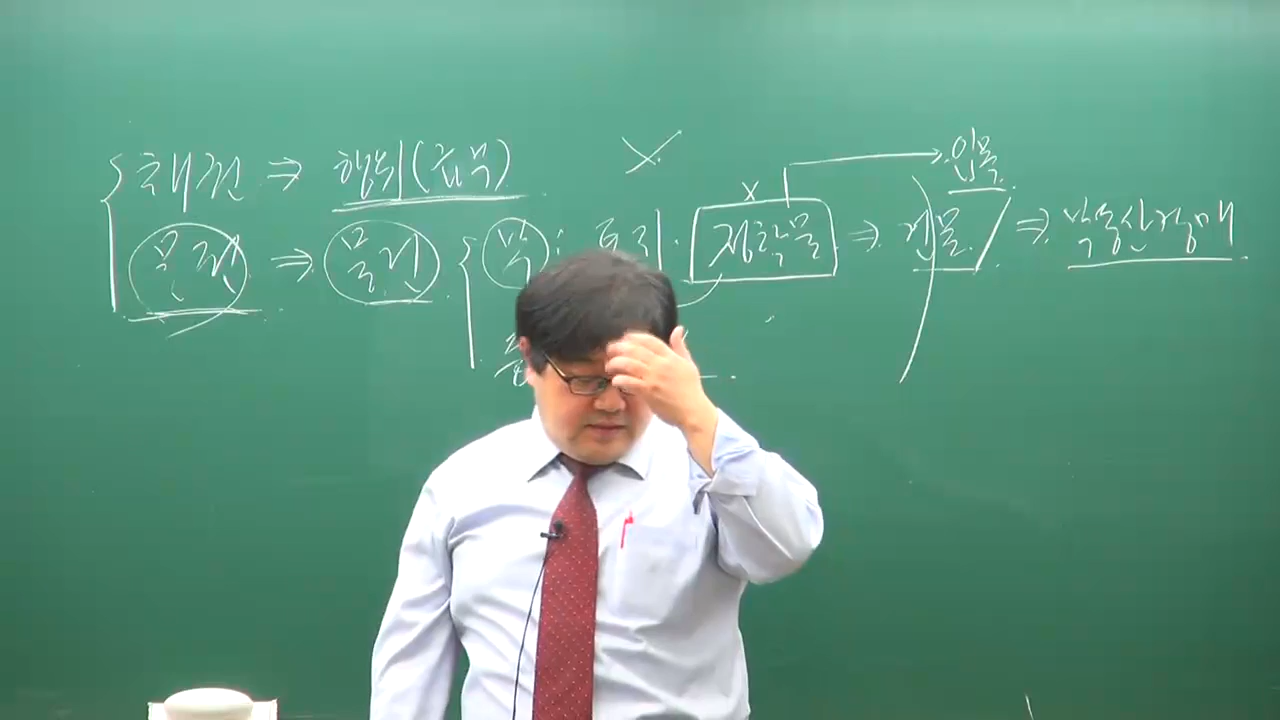 채권 ⇒ 행위(급부) X 입목
물권 ⇒ 물건 { 부: 토지· 정착물 ⇒ 건물 ⇒ 부동산경매